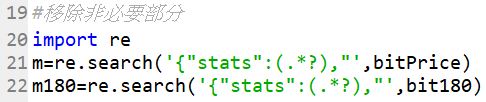 19 #移除非必要部分
20 import re
21 m=re.search('{"stats":(.*?),"',bitPrice)
22 m180=re.search('{"stats":(.*?),"',bit180)